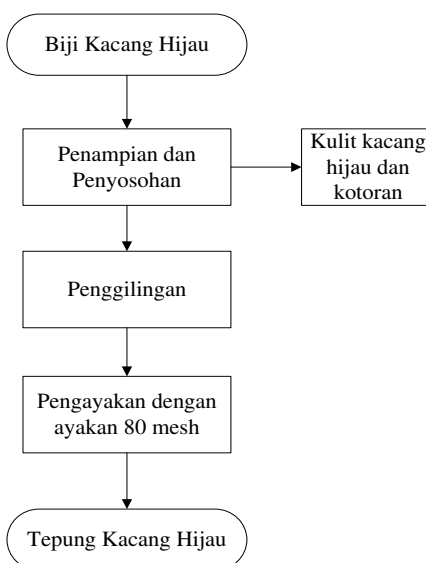 Biji Kacang Hijau
Penampian dan
Penyosohan
Kulit kacang
hijau dan
kotoran
Penggilingan
Pengayakan dengan
ayakan 80 mesh
Tepung Kacang Hijau